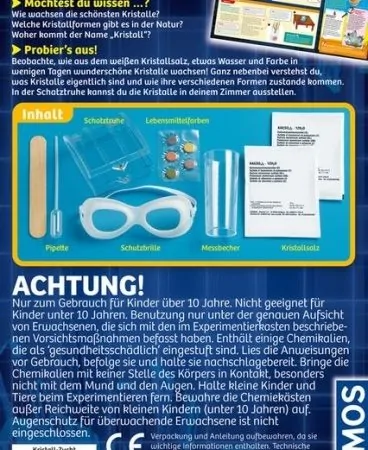 ▶ Möchtest du wissen ...?
Wie wachsen die schönsten Kristalle?
Welche Kristallformen gibt es in der Natur?
Woher kommt der Name „Kristall“?
▶ Probier's aus!
Beobachte, wie aus dem weißen Kristallsalz, etwas Wasser und Farbe in
wenigen Tagen wunderschöne Kristalle wachsen! Ganz nebenbei verstehst du,
was Kristalle eigentlich sind und wie ihre verschiedenen Formen zustande kommen.
In der Schatztruhe kannst du die Kristalle in deinem Zimmer ausstellen.
Inhalt
Schatztruhe
Lebensmittelfarben
Pipette
Schutzbrille
Messbecher
Kristallsalz
ACHTUNG!
Nur zum Gebrauch für Kinder über 10 Jahre. Nicht geeignet für
Kinder unter 10 Jahren. Benutzung nur unter der genauen Aufsicht
von Erwachsenen, die sich mit den im Experimentierkasten beschriebe-
nen Vorsichtsmaßnahmen befasst haben. Enthält einige Chemikalien,
die als 'gesundheitsschädlich' eingestuft sind. Lies die Anweisungen
vor Gebrauch, befolge sie und halte sie nachschlagebereit. Bringe die
Chemikalien mit keiner Stelle des Körpers in Kontakt, besonders
nicht mit dem Mund und den Augen. Halte kleine Kinder und
Tiere beim Experimentieren fern. Bewahre die Chemiekästen
außer Reichweite von kleinen Kindern (unter 10 Jahren) auf.
Augenschutz für überwachende Erwachsene ist nicht
eingeschlossen.
Kristall-Zucht
CE
Verpackung und Anleitung aufbewahren, da sie
wichtige Informationen enthalten. Technische
MOS